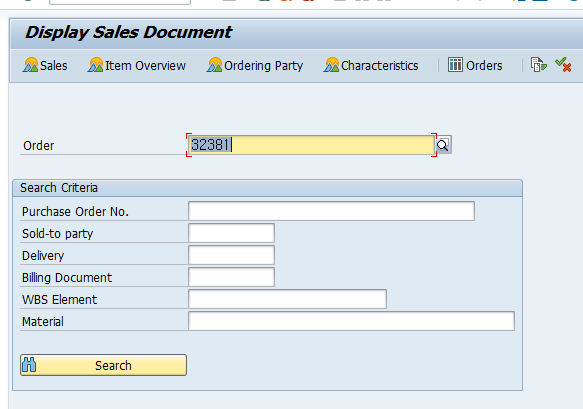 Display Sales Document
Sales Item Overview Ordering Party Characteristics Orders
Order 32381
Search Criteria
Purchase Order No.
Sold-to party
Delivery
Billing Document
WBS Element
Material
Search